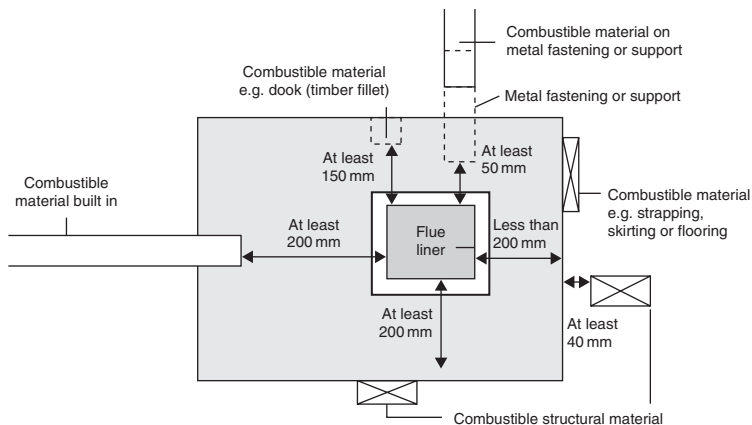 Combustible material on
metal fastening or support
Combustible material
e.g. dook (timber fillet)
Metal fastening or support
At least
150 mm
At least
50 mm
Combustible
material built in
Combustible material
e.g. strapping,
skirting or flooring
At least
200 mm
Flue
liner
Less than
200 mm
At least
200 mm
At least
40 mm
Combustible structural material